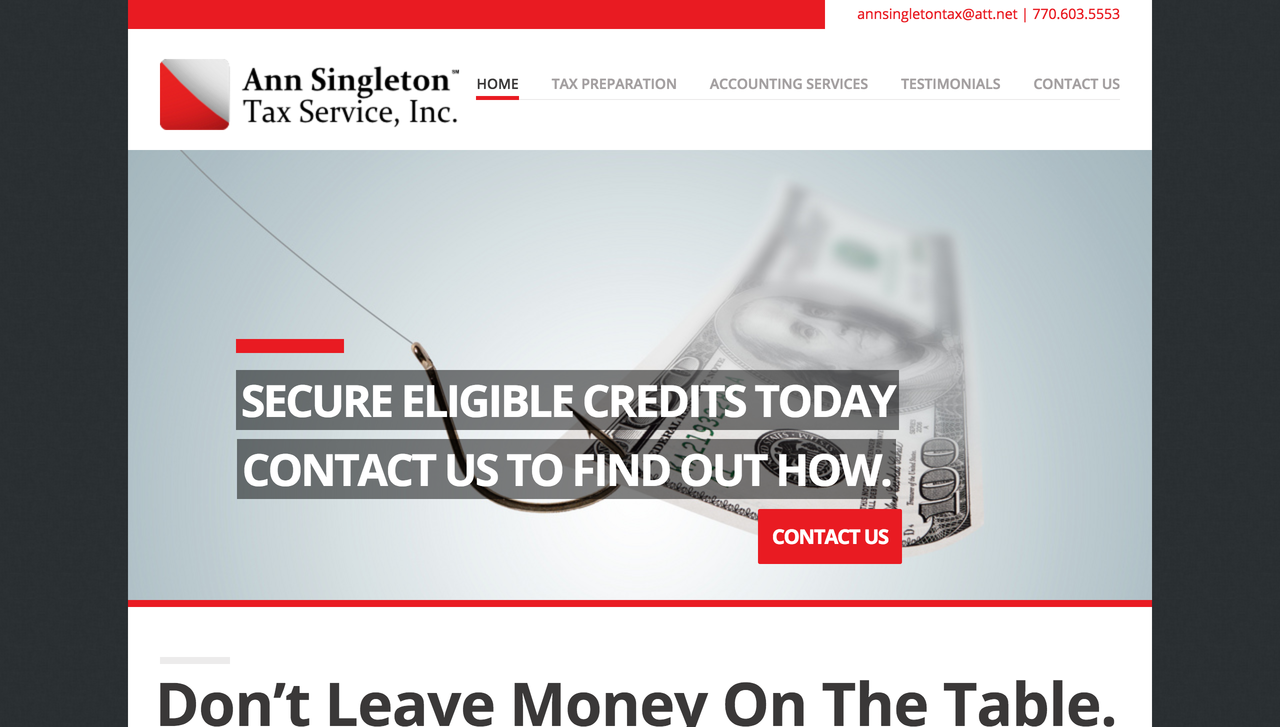 annsingletontax@att.net | 770.603.5553
Ann Singleton™
Tax Service, Inc.
HOME TAX PREPARATION ACCOUNTING SERVICES TESTIMONIALS CONTACT US
SECURE ELIGIBLE CREDITS TODAY
CONTACT US TO FIND OUT HOW.
100
CONTACT US
Don’t Leave Money On The Table.